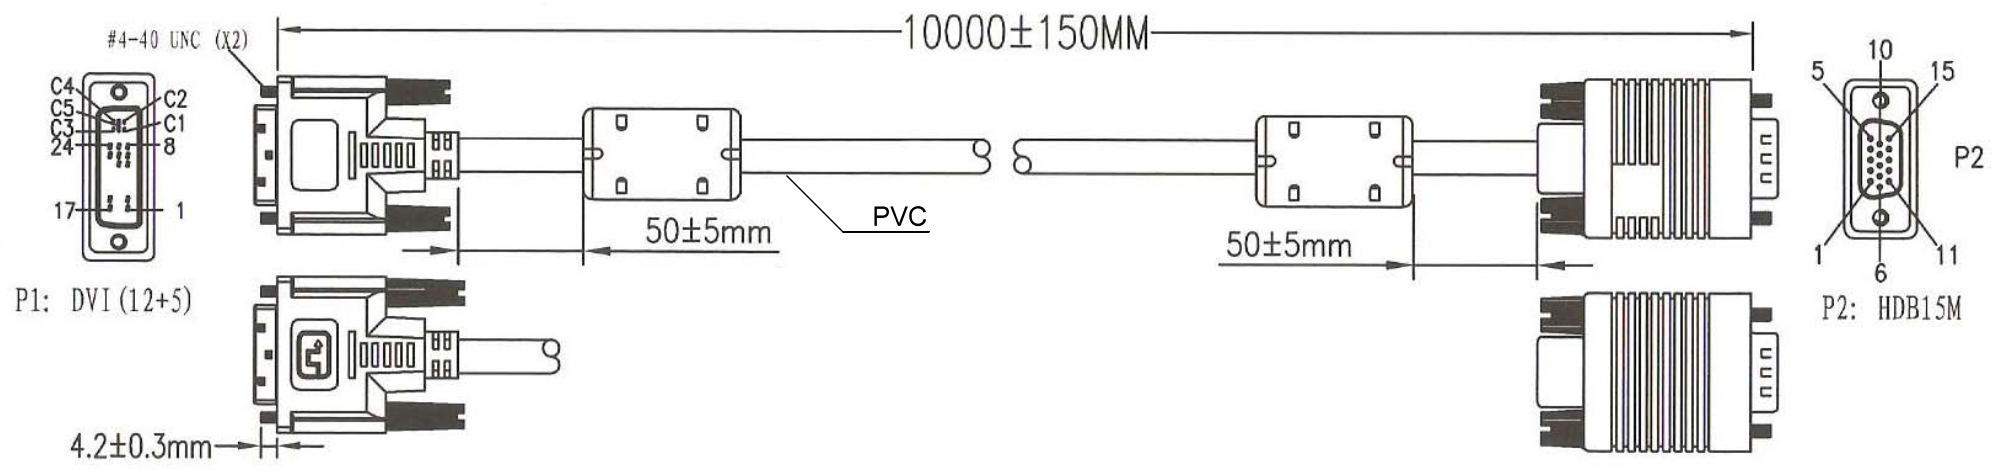 10000±150MM
#4-40 UNC (X2)
C4
C5
C3
24
17
C2
C1
8
1
P1: DVI(12+5)
50±5mm
PVC
50±5mm
4.2±0.3mm
10
5
15
1
6
11
P2
P2: HDB15M